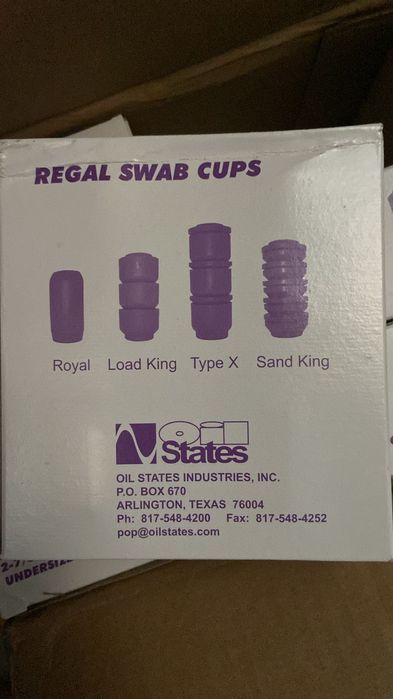 REGAL SWAB CUPS
Royal Load King Type X Sand King
Oil
States
OIL STATES INDUSTRIES, INC.
P.O. BOX 670
ARLINGTON, TEXAS 76004
Ph: 817-548-4200 Fax: 817-548-4252
pop@oilstates.com